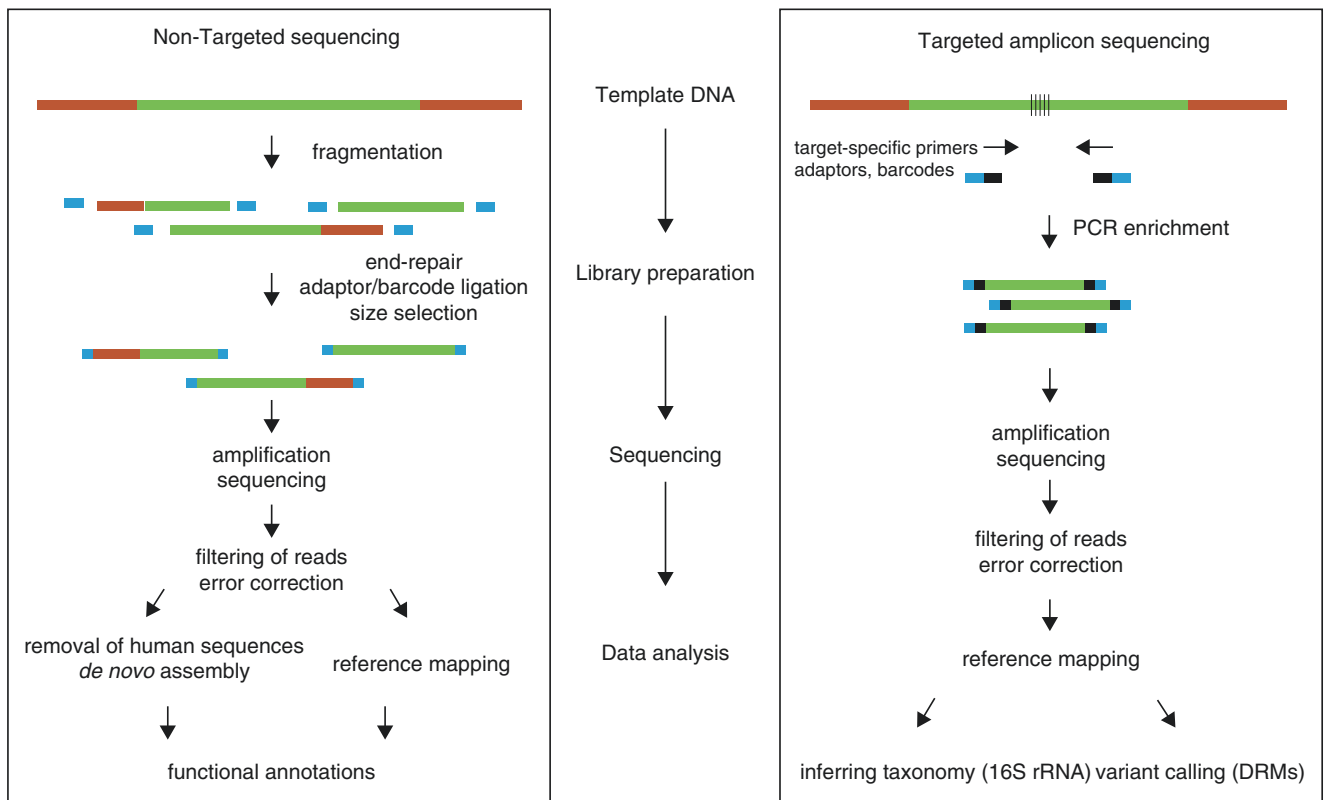 Non-Targeted sequencing
fragmentation
end-repair
adaptor/barcode ligation
size selection
amplification
sequencing
filtering of reads
error correction
removal of human sequences
de novo assembly
reference mapping
functional annotations
Template DNA
Library preparation
Sequencing
Data analysis
Targeted amplicon sequencing
target-specific primers
adaptors, barcodes
PCR enrichment
amplification
sequencing
filtering of reads
error correction
reference mapping
inferring taxonomy (16S rRNA) variant calling (DRMs)